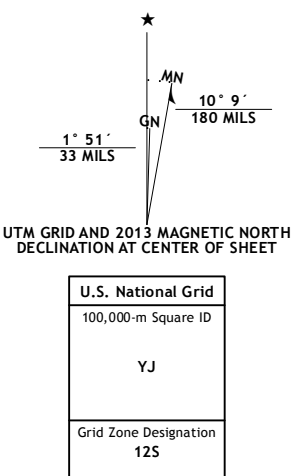 ★
MN
GN
10° 9´
180 MILS
1° 51´
33 MILS
UTM GRID AND 2013 MAGNETIC NORTH
DECLINATION AT CENTER OF SHEET
U.S. National Grid
100,000-m Square ID
YJ
Grid Zone Designation
12S